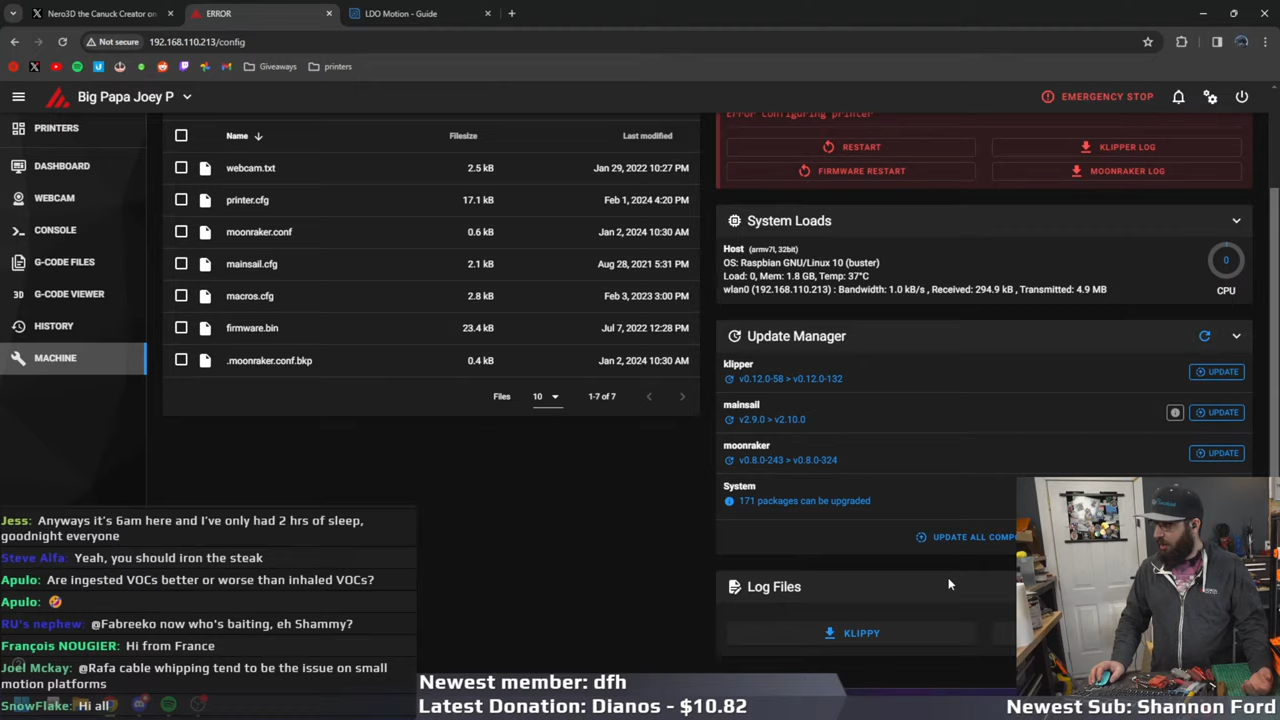 Nero3D the Canuck Creator on
ERROR
LDO Motion - Guide
Not secure
192.168.110.213/config
Giveaways
printers
Big Papa Joey P
EMERGENCY STOP
PRINTERS
DASHBOARD
WEBCAM
CONSOLE
G-CODE FILES
G-CODE VIEWER
HISTORY
MACHINE
Name
Filesize
Last modified
webcam.txt
2.5 kB
Jan 29, 2022 10:27 PM
printer.cfg
17.1 kB
Feb 1, 2024 4:20 PM
moonraker.conf
0.6 kB
Jan 2, 2024 10:30 AM
mainsail.cfg
2.1 kB
Aug 28, 2021 5:31 PM
macros.cfg
2.8 kB
Feb 3, 2023 3:00 PM
firmware.bin
23.4 kB
Jul 7, 2022 12:28 PM
.moonraker.conf.bkp
0.4 kB
Jan 2, 2024 10:30 AM
Files
10
1-7 of 7
Error configuring printer
RESTART
KLIPPER LOG
FIRMWARE RESTART
MOONRAKER LOG
System Loads
Host (armv7l, 32bit)
OS: Raspbian GNU/Linux 10 (buster)
Load: 0, Mem: 1.8 GB, Temp: 37°C
wlan0 (192.168.110.213) : Bandwidth: 1.0 kB/s , Received: 294.9 kB , Transmitted: 4.9 MB
0
CPU
Update Manager
klipper
v0.12.0-58 > v0.12.0-132
UPDATE
mainsail
v2.9.0 > v2.10.0
UPDATE
moonraker
v0.8.0-243 > v0.8.0-324
UPDATE
System
171 packages can be upgraded
UPDATE ALL COMP
Log Files
KLIPPY
Jess: Anyways it's 6am here and I've only had 2 hrs of sleep,
goodnight everyone
Steve Alfa: Yeah, you should iron the steak
Apulo: Are ingested VOCs better or worse than inhaled VOCs?
Apulo: 🤣
RU's nephew: @Fabreeko now who's baiting, eh Shammy?
François NOUGIER: Hi from France
Joel Mckay: @Rafa cable whipping tend to be the issue on small
motion platforms
SnowFlake: Hi all
Newest member: dfh
Latest Donation: Dianos - $10.82
Newest Sub: Shannon Ford